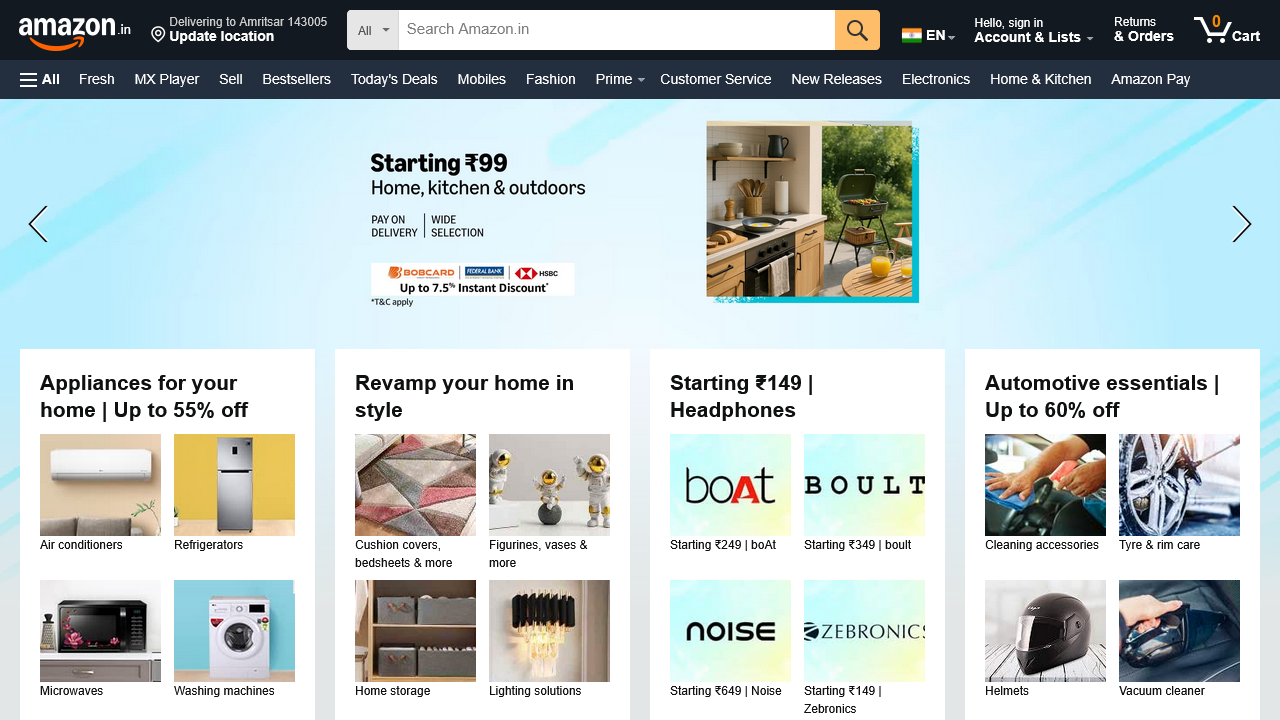 amazon.in
Delivering to Amritsar 143005
Update location
All
Search Amazon.in
EN
Hello, sign in
Account & Lists
Returns
& Orders
0
Cart
All
Fresh
MX Player
Sell
Bestsellers
Today's Deals
Mobiles
Fashion
Prime
Customer Service
New Releases
Electronics
Home & Kitchen
Amazon Pay
Starting ₹99
Home, kitchen & outdoors
PAY ON
DELIVERY
WIDE
SELECTION
BOBCARD
FEDERAL BANK
HSBC
Up to 7.5% Instant Discount*
*T&C apply
Appliances for your
home | Up to 55% off
Air conditioners
Refrigerators
Microwaves
Washing machines
Revamp your home in
style
Cushion covers,
bedsheets & more
Figurines, vases &
more
Home storage
Lighting solutions
Starting ₹149 |
Headphones
boAt
BOULT
Starting ₹249 | boAt
Starting ₹349 | boult
noise
ZEBRONICS
Starting ₹649 | Noise
Starting ₹149 |
Zebronics
Automotive essentials |
Up to 60% off
Cleaning accessories
Tyre & rim care
Helmets
Vacuum cleaner